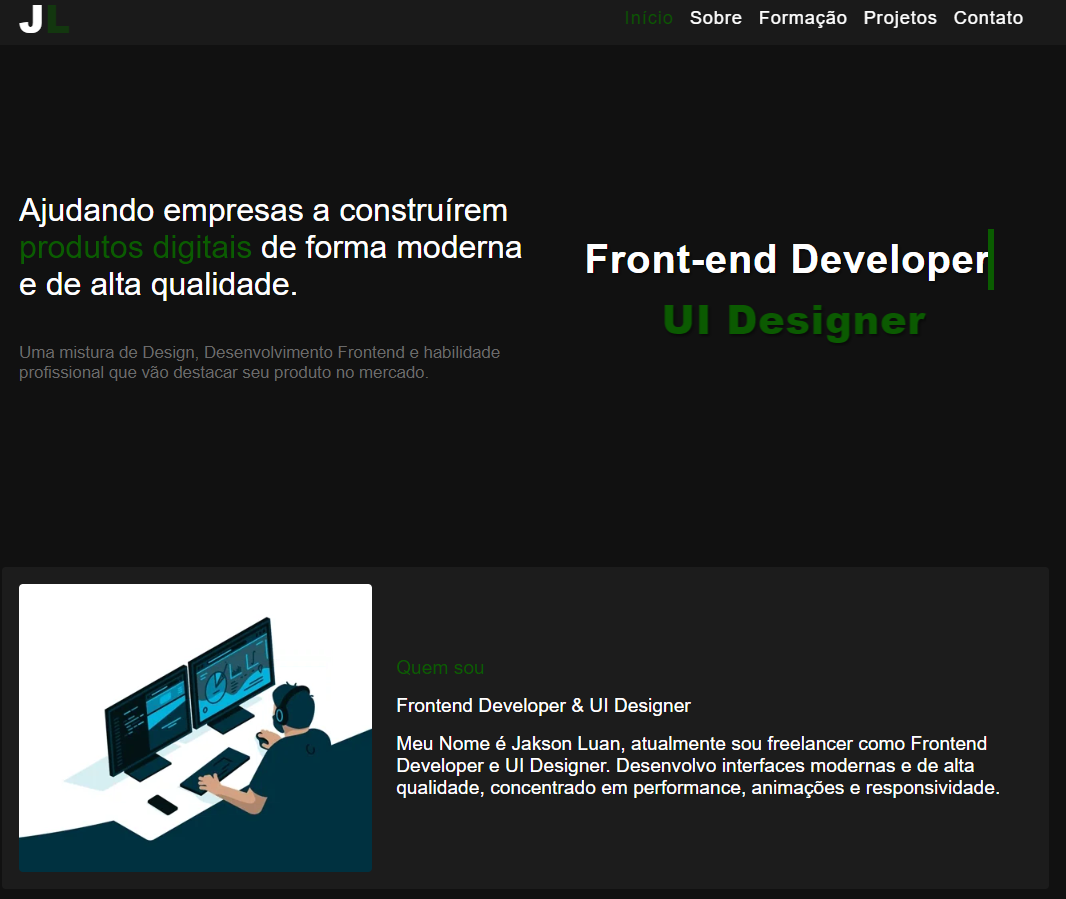 JL
Início Sobre Formação Projetos Contato
Ajudando empresas a construírem
produtos digitais de forma moderna
e de alta qualidade.
Uma mistura de Design, Desenvolvimento Frontend e habilidade
profissional que vão destacar seu produto no mercado.
Front-end Developer
UI Designer
Quem sou
Frontend Developer & UI Designer
Meu Nome é Jakson Luan, atualmente sou freelancer como Frontend
Developer e UI Designer. Desenvolvo interfaces modernas e de alta
qualidade, concentrado em performance, animações e responsividade.